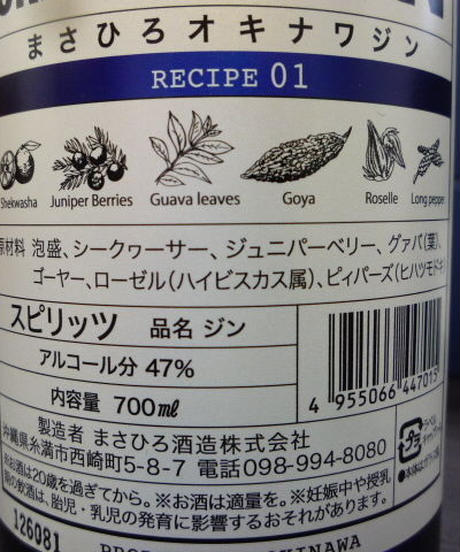 まさひろオキナワジン
RECIPE 01
Shekwasha Juniper Berries Guava leaves Goya Roselle Long pepper
原材料 泡盛、シークヮーサー、ジュニパーベリー、グァバ(葉)、
ゴーヤー、ローゼル(ハイビスカス属)、ピィパーズ(ヒハツモドキ
スピリッツ 品名 ジン
アルコール分 47%
内容量 700㎖
4 955066 447015
製造者 まさひろ酒造株式会社
沖縄県糸満市西崎町5-8-7 電話098-994-8080
お酒は20歳を過ぎてから。※お酒は適量を。※妊娠中や授乳
期の飲酒は、胎児・乳児の発育に影響するおそれがあります。
プラ
126081